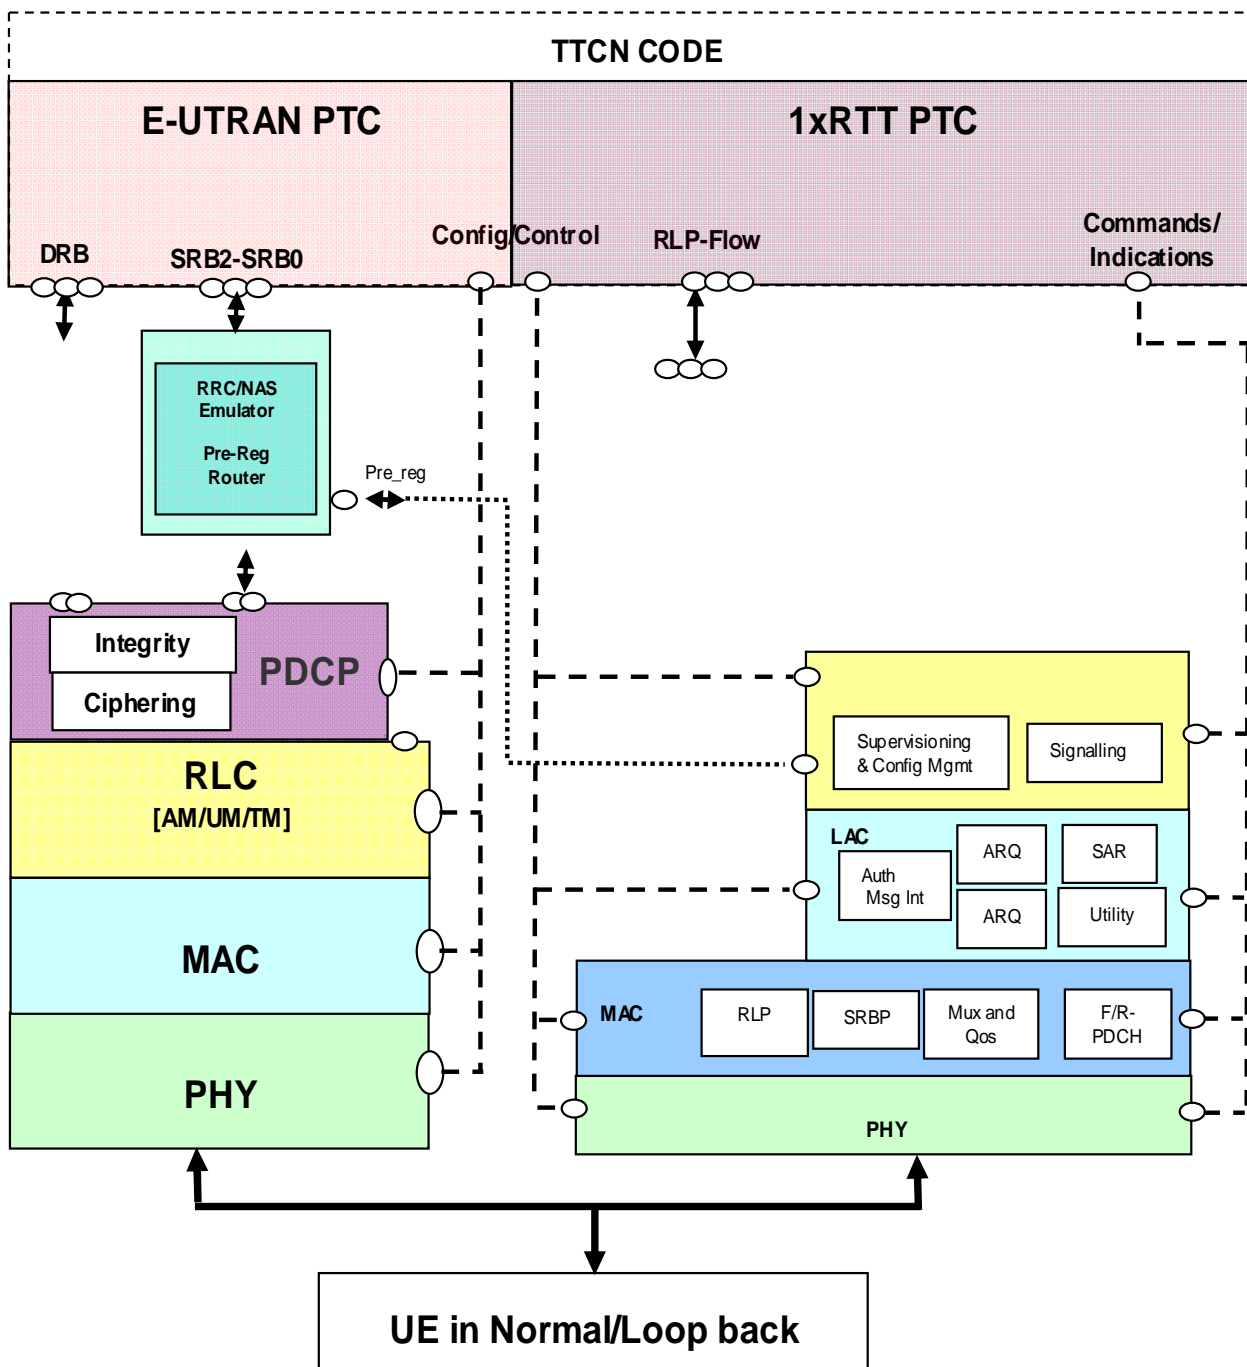 TTCN CODE
E-UTRAN PTC
1xRTT PTC
DRB
SRB2-SRB0
Config/Control
RLP-Flow
Commands/
Indications
RRC/NAS
Emulator
Pre-Reg
Router
Pre_reg
Integrity
Ciphering
PDCP
RLC
[AM/UM/TM]
MAC
PHY
Supervisioning
& Config Mgmt
Signalling
LAC
Auth
Msg Int
ARQ
SAR
ARQ
Utility
MAC
RLP
SRBP
Mux and
Qos
F/R-
PDCH
PHY
UE in Normal/Loop back